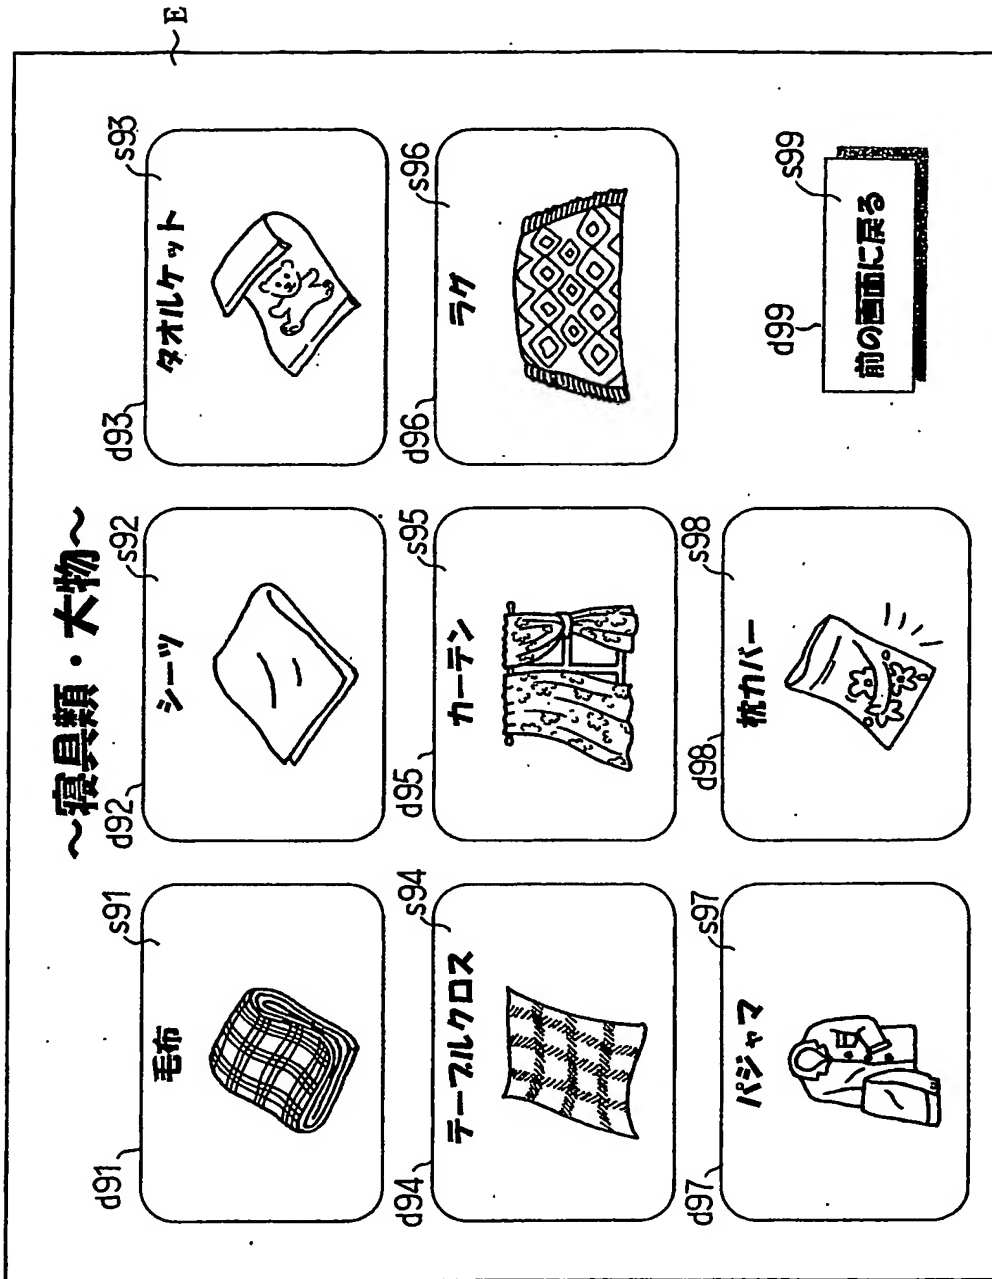 E
~寝具類・大物~
d91
s91
毛布
d92
s92
シーツ
d93
s93
タオルケット
d94
s94
テーブルクロス
d95
s95
カーテン
d96
s96
ラグ
d97
s97
パジャマ
d98
s98
枕カバー
d99
s99
前の画面に戻る